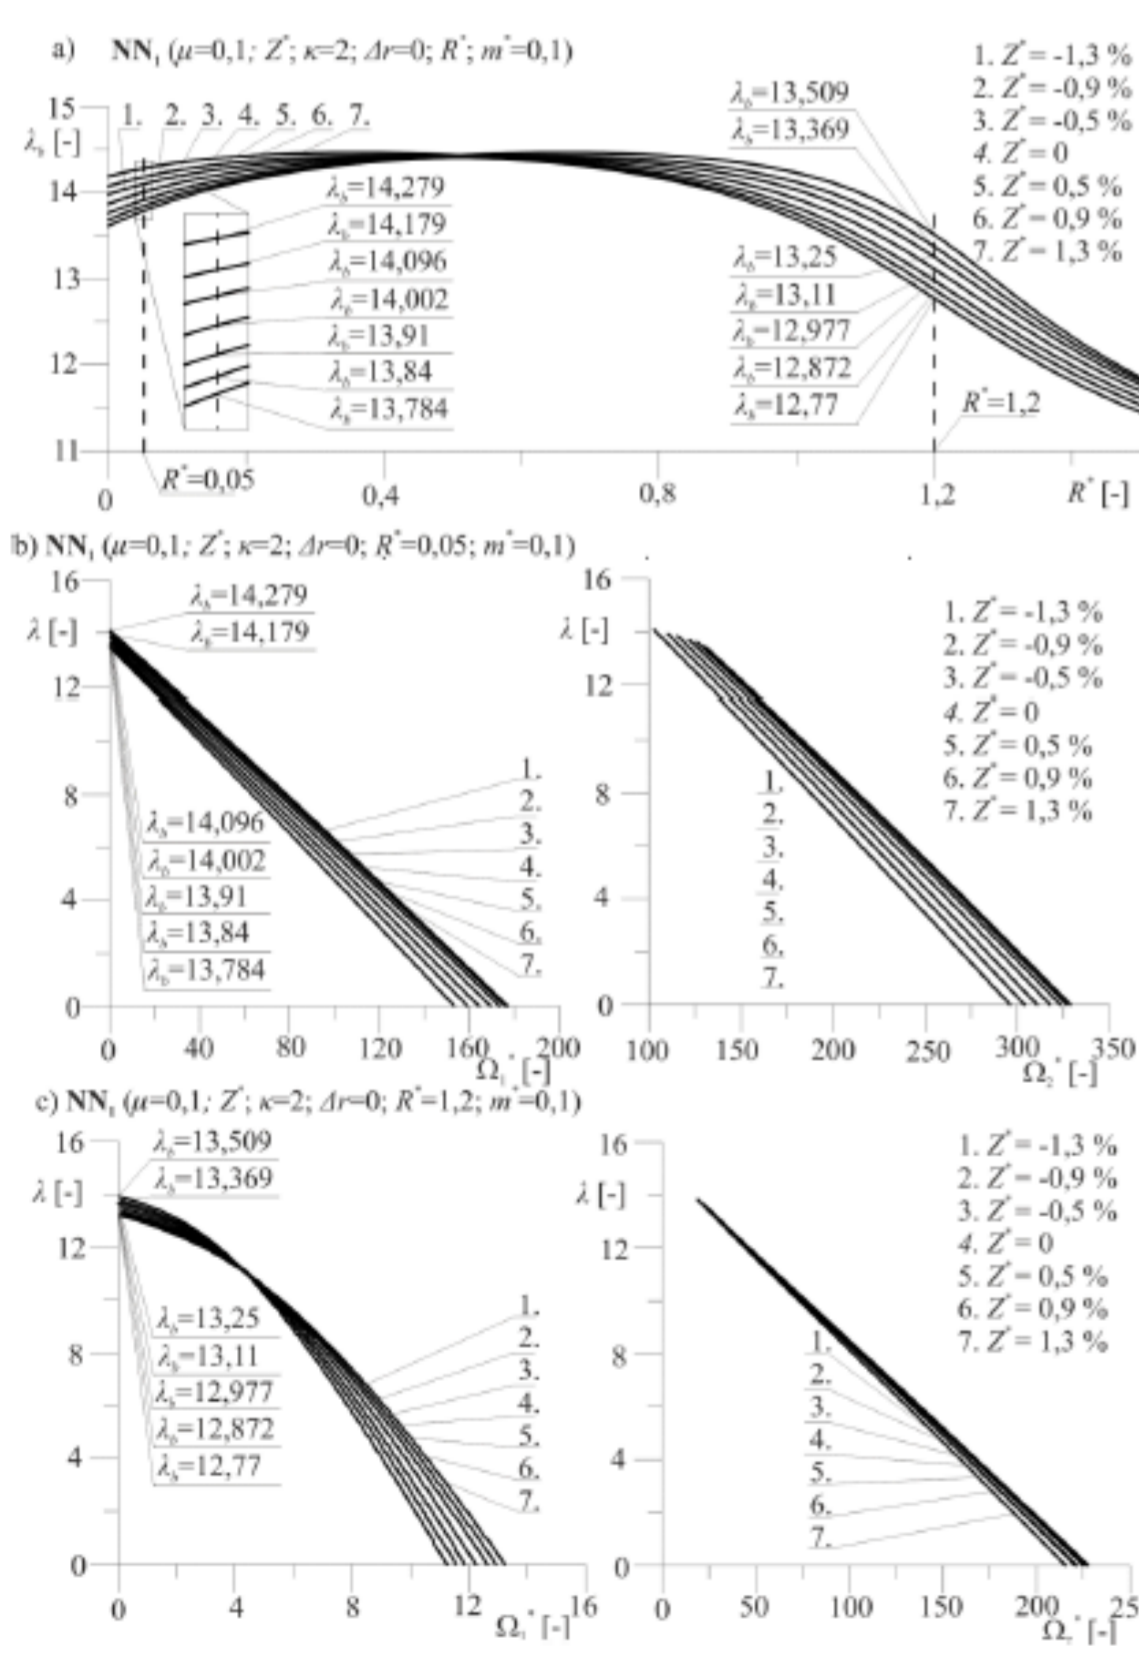 a) NN₁ (μ=0,1; Z*; κ=2; Δr=0; R*; m*=0,1)
1. Z*= -1,3 %
2. Z*= -0,9 %
3. Z*= -0,5 %
4. Z*= 0
5. Z*= 0,5 %
6. Z*= 0,9 %
7. Z*= 1,3 %
15
λb [-]
14
13
12
11
1. 2. 3. 4. 5. 6. 7.
λb=14,279
λb=14,179
λb=14,096
λb=14,002
λb=13,91
λb=13,84
λb=13,784
λb=13,509
λb=13,369
λb=13,25
λb=13,11
λb=12,977
λb=12,872
λb=12,77
R*=0,05
R*=1,2
0 0,4 0,8 1,2 R* [-]
b) NN₁ (μ=0,1; Z*; κ=2; Δr=0; R*=0,05; m*=0,1)
16
λ [-]
12
8
4
0
λb=14,279
λb=14,179
λb=14,096
λb=14,002
λb=13,91
λb=13,84
λb=13,784
1.
2.
3.
4.
5.
6.
7.
0 40 80 120 160 200
Ω₁* [-]
16
λ [-]
12
8
4
0
1.
2.
3.
4.
5.
6.
7.
1. Z*= -1,3 %
2. Z*= -0,9 %
3. Z*= -0,5 %
4. Z*= 0
5. Z*= 0,5 %
6. Z*= 0,9 %
7. Z*= 1,3 %
100 150 200 250 300 350
Ω₂* [-]
c) NN₁ (μ=0,1; Z*; κ=2; Δr=0; R*=1,2; m*=0,1)
16
λ [-]
12
8
4
0
λb=13,509
λb=13,369
λb=13,25
λb=13,11
λb=12,977
λb=12,872
λb=12,77
1.
2.
3.
4.
5.
6.
7.
0 4 8 12 16
Ω₁* [-]
16
λ [-]
12
8
4
0
1.
2.
3.
4.
5.
6.
7.
1. Z*= -1,3 %
2. Z*= -0,9 %
3. Z*= -0,5 %
4. Z*= 0
5. Z*= 0,5 %
6. Z*= 0,9 %
7. Z*= 1,3 %
0 50 100 150 200 250
Ω₂* [-]